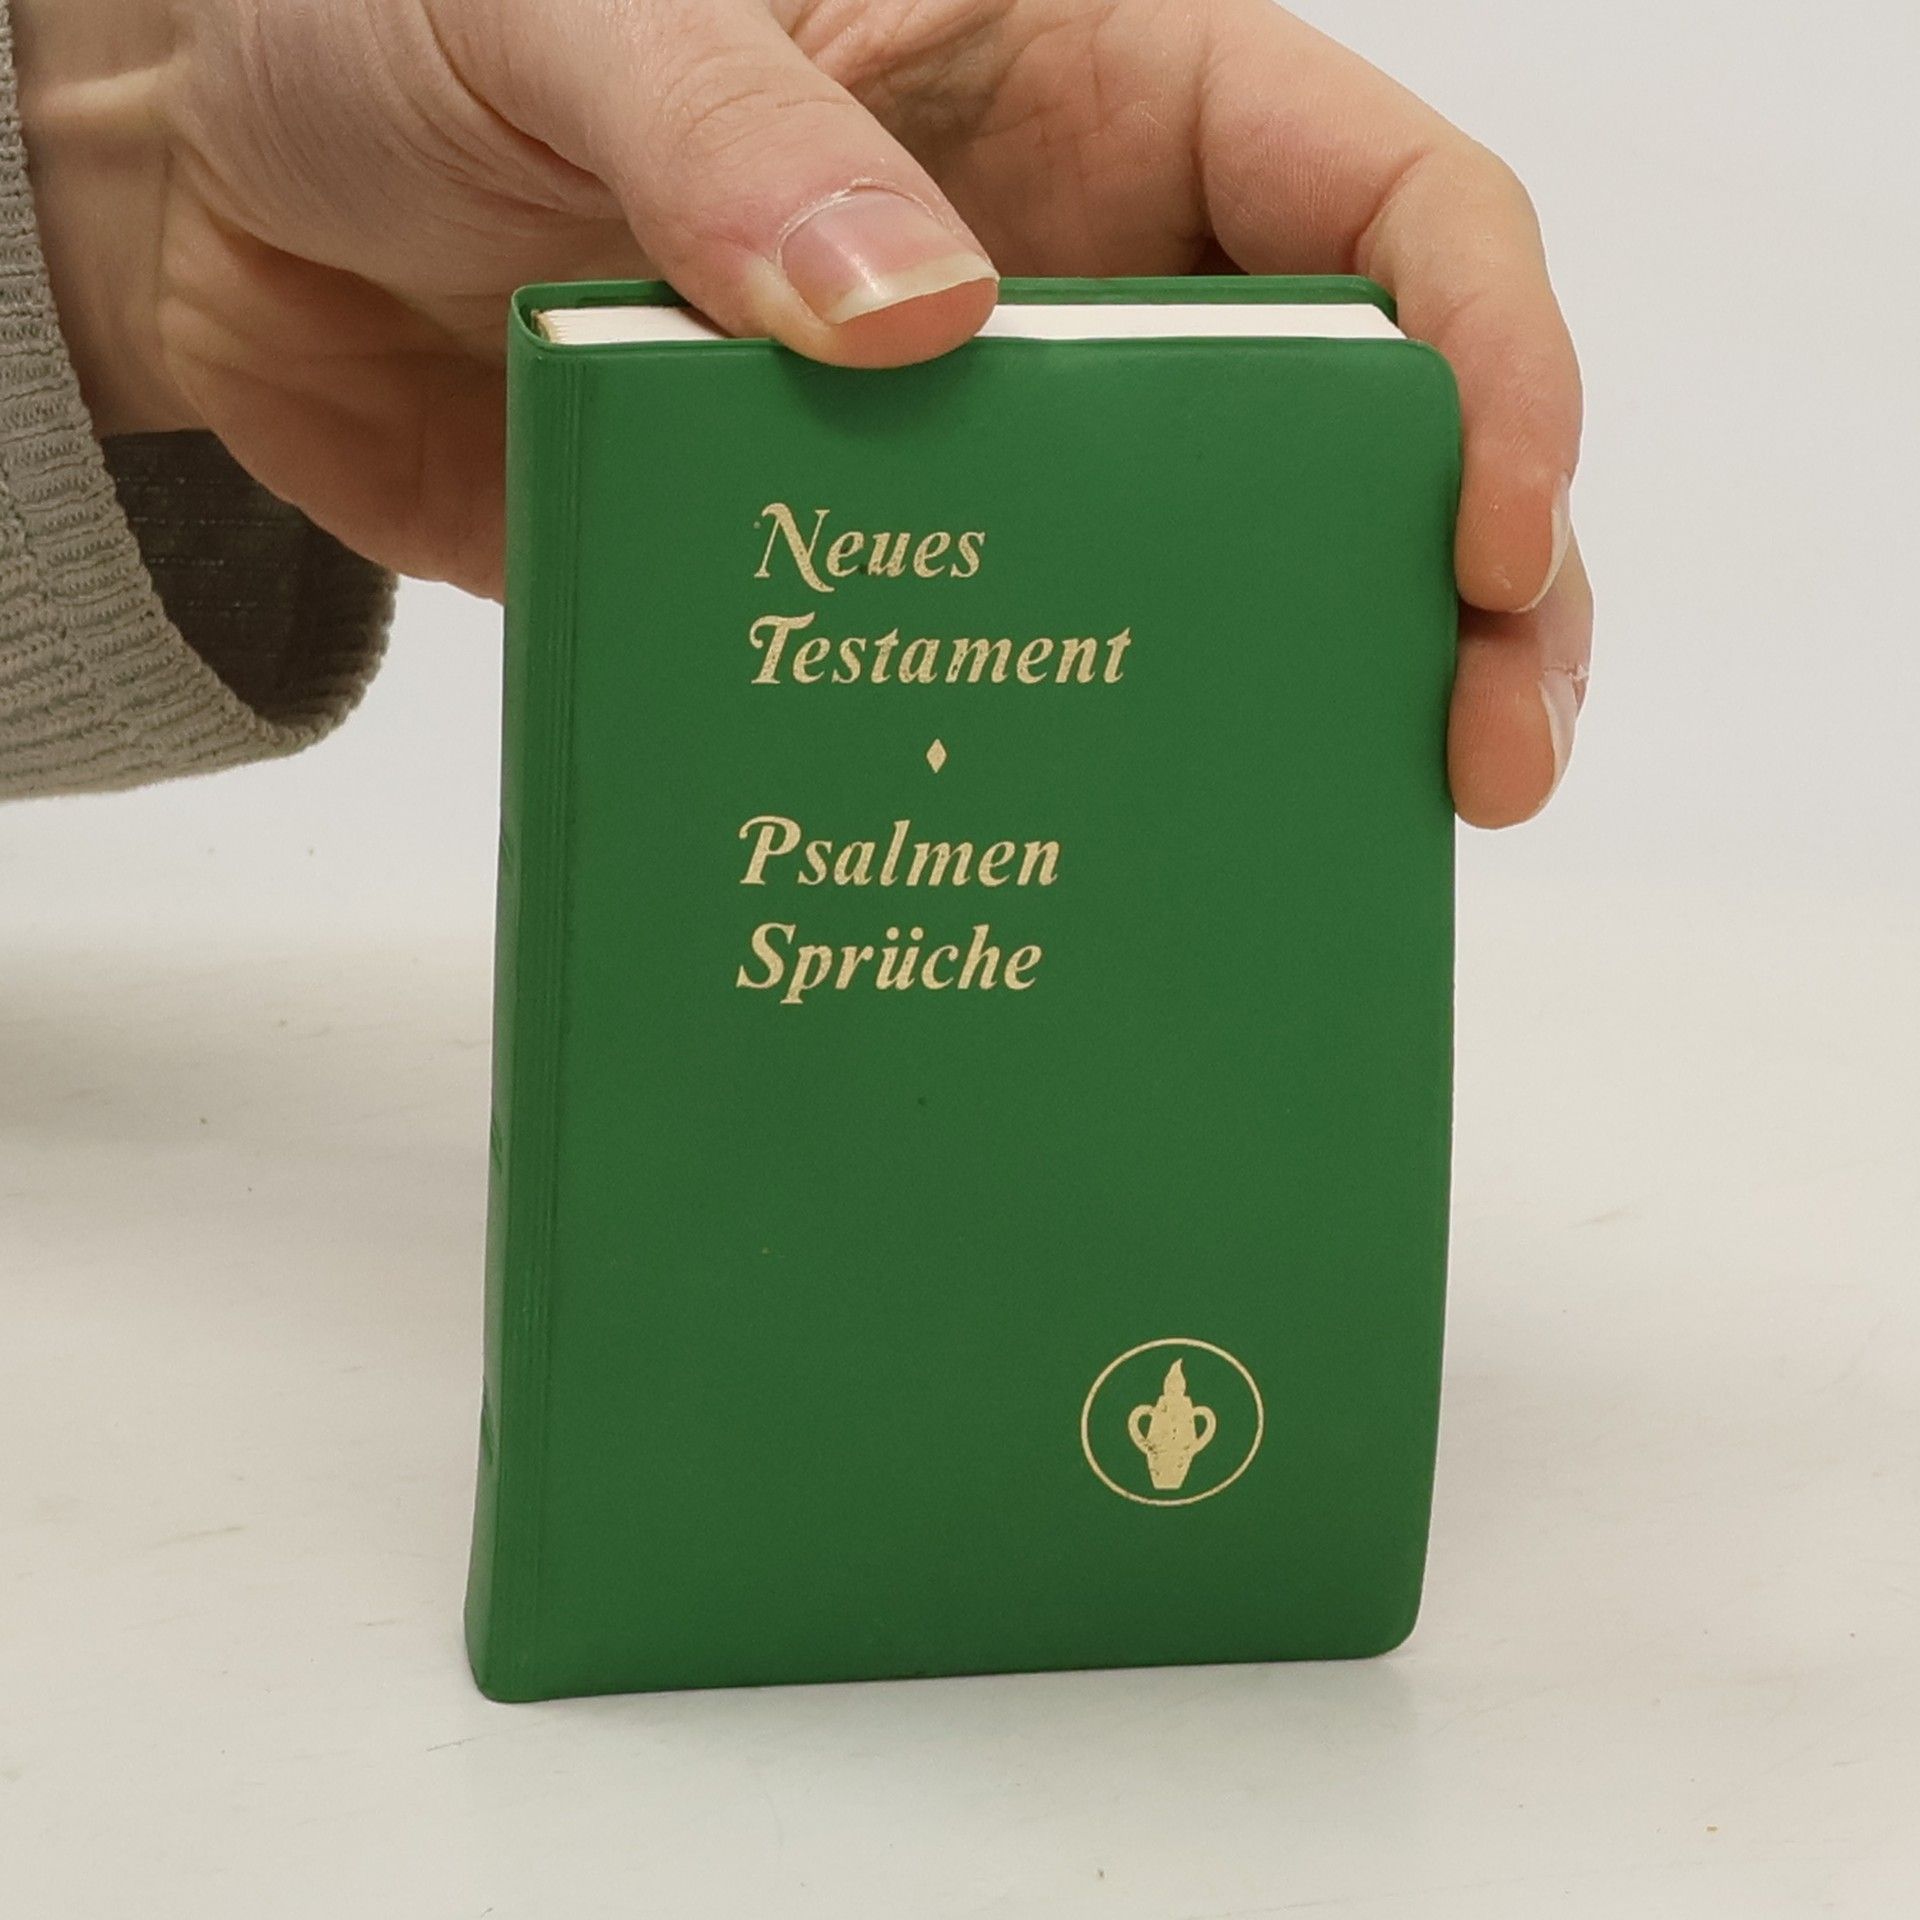 Neues
Testament
Psalmen
Sprüche